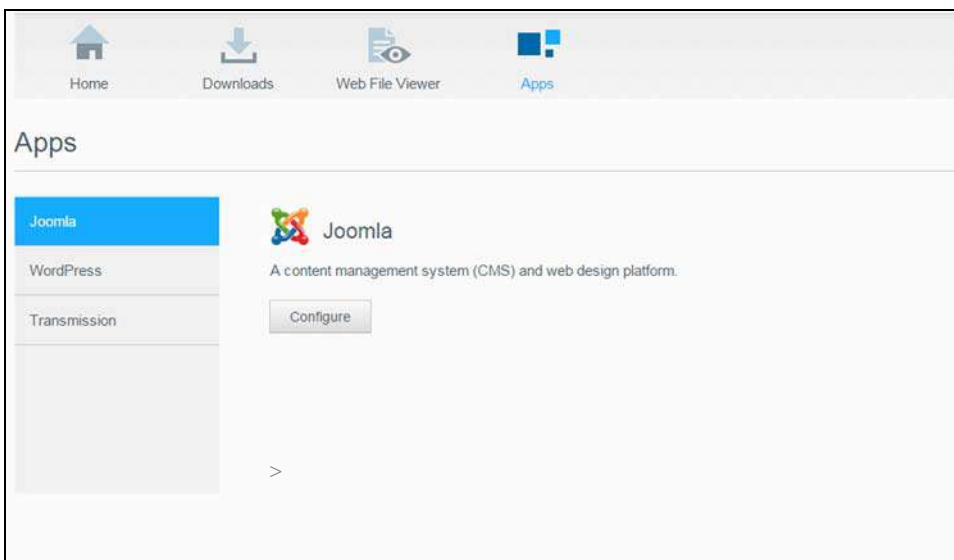 Home Downloads Web File Viewer Apps
Apps
Joomla
WordPress
Transmission
Joomla
A content management system (CMS) and web design platform.
Configure
>